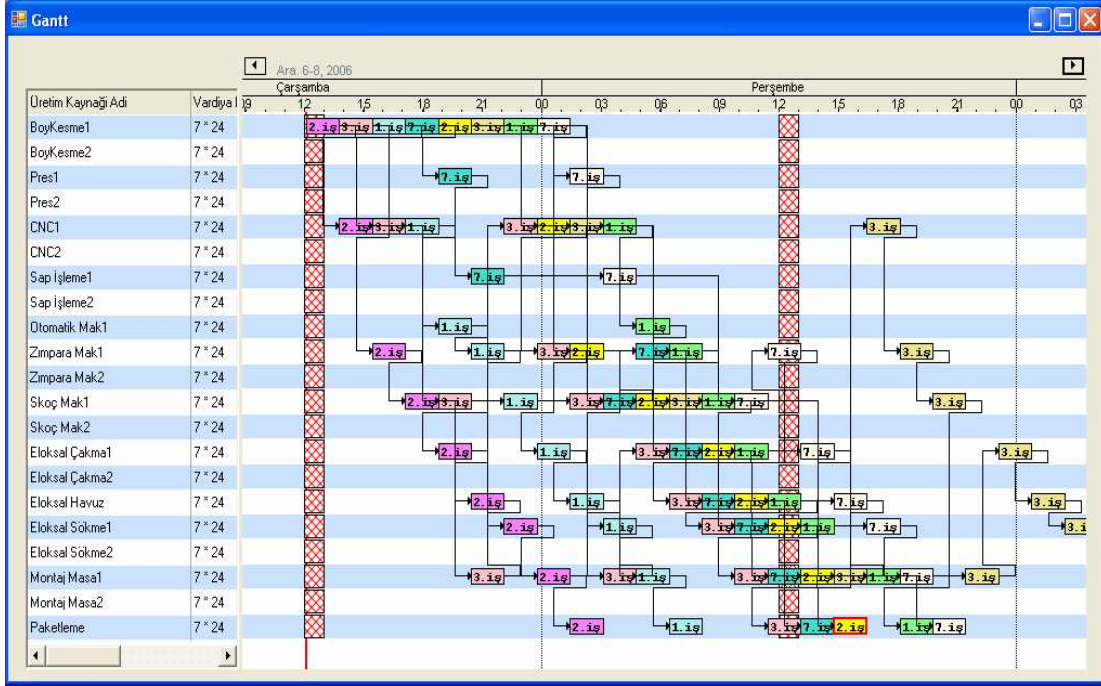 Gantt
Ara. 6-8, 2006
Çarşamba Perşembe
Üretim Kaynaği Adi Vardiya 09 12 15 18 21 00 03 06 09 12 15 18 21 00 03
BoyKesme1 7 * 24 2. iş 3. iş 1. iş 7. iş 2. iş 3. iş 1. iş 7. iş
BoyKesme2 7 * 24
Pres1 7 * 24 7. iş 7. iş
Pres2 7 * 24
CNC1 7 * 24 2. iş 3. iş 1. iş 3. iş 2. iş 3. iş 1. iş 3. iş
CNC2 7 * 24
Sap İşleme1 7 * 24 7. iş 7. iş
Sap İşleme2 7 * 24
Otomatik Mak1 7 * 24 1. iş 1. iş
Zımpara Mak1 7 * 24 2. iş 1. iş 3. iş 2. iş 7. iş 1. iş 7. iş 3. iş
Zımpara Mak2 7 * 24
Skoç Mak1 7 * 24 2. iş 3. iş 1. iş 3. iş 7. iş 2. iş 3. iş 1. iş 7. iş 3. iş
Skoç Mak2 7 * 24
Eloksal Çakma1 7 * 24 2. iş 1. iş 3. iş 7. iş 2. iş 1. iş 7. iş 3. iş
Eloksal Çakma2 7 * 24
Eloksal Havuz 7 * 24 2. iş 1. iş 3. iş 7. iş 2. iş 1. iş 7. iş 3. iş
Eloksal Sökme1 7 * 24 2. iş 1. iş 3. iş 7. iş 2. iş 1. iş 7. iş 3. i
Eloksal Sökme2 7 * 24
Montaj Masa1 7 * 24 3. iş 2. iş 3. iş 1. iş 3. iş 7. iş 2. iş 3. iş 1. iş 7. iş 3. iş
Montaj Masa2 7 * 24
Paketleme 7 * 24 2. iş 1. iş 3. iş 7. iş 2. iş 1. iş 7. iş